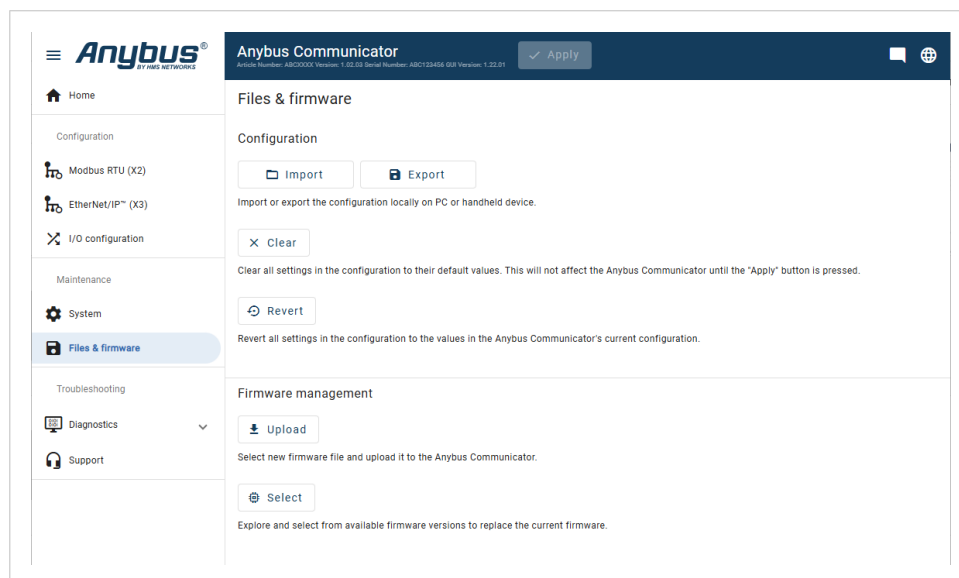 Anybus®
BY HMS NETWORKS
Anybus Communicator
Article Number: ABCXXXX Version: 1.02.03 Serial Number: ABC123456 GUI Version: 1.22.01
Apply
Home
Configuration
Modbus RTU (X2)
EtherNet/IP™ (X3)
I/O configuration
Maintenance
System
Files & firmware
Troubleshooting
Diagnostics
Support
Files & firmware
Configuration
Import
Export
Import or export the configuration locally on PC or handheld device.
Clear
Clear all settings in the configuration to their default values. This will not affect the Anybus Communicator until the "Apply" button is pressed.
Revert
Revert all settings in the configuration to the values in the Anybus Communicator's current configuration.
Firmware management
Upload
Select new firmware file and upload it to the Anybus Communicator.
Select
Explore and select from available firmware versions to replace the current firmware.